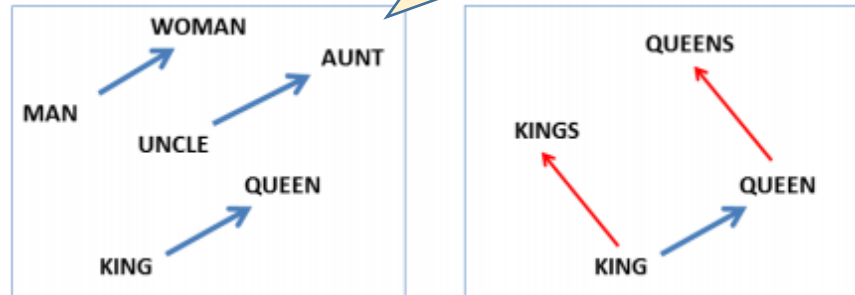 WOMAN
AUNT
MAN
UNCLE
QUEEN
KING
QUEENS
KINGS
QUEEN
KING